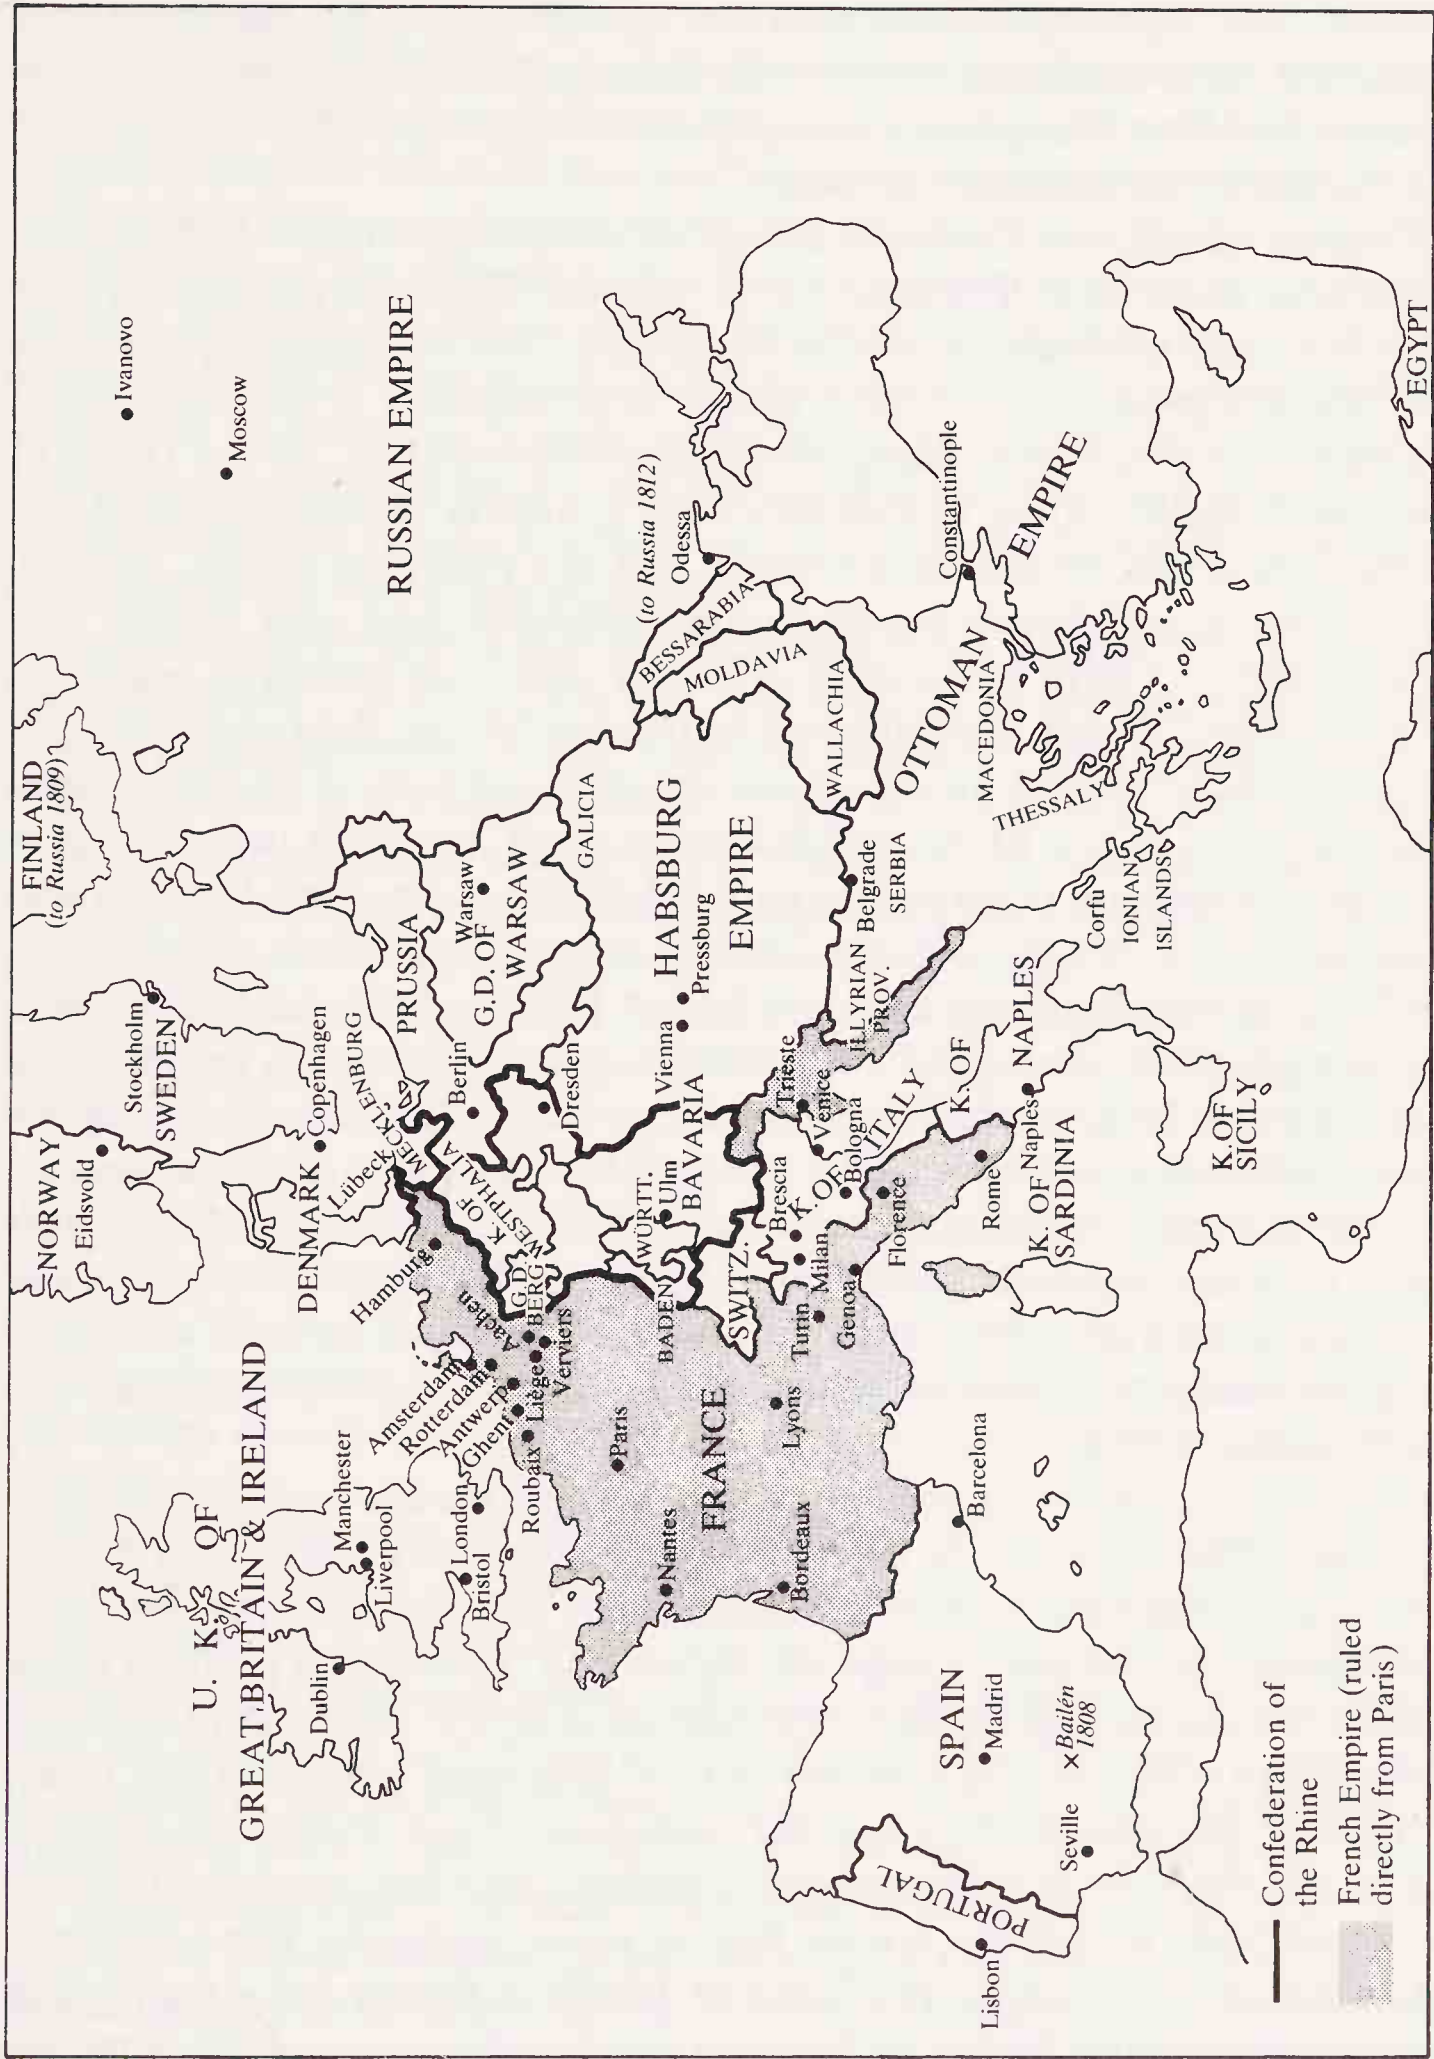 NORWAY
Eidsvold
Stockholm
SWEDEN
FINLAND
(to Russia 1809)
Ivanovo
Moscow
RUSSIAN EMPIRE
DENMARK
Copenhagen
U. K. OF
GREAT BRITAIN & IRELAND
Dublin
Manchester
Liverpool
London
Bristol
Hamburg
Lübeck
MECKLENBURG
PRUSSIA
Berlin
Warsaw
G.D. OF
WARSAW
Amsterdam
Rotterdam
Antwerp
Ghent
Roubaix
Liège
Verviers
Aachen
G.D.
BERG
K. OF
WESTPHALIA
Dresden
GALICIA
Paris
Nantes
FRANCE
Bordeaux
Lyons
BADEN
WÜRTT.
Ulm
BAVARIA
SWITZ.
Vienna
Pressburg
HABSBURG
EMPIRE
(to Russia 1812)
Odessa
BESSARABIA
MOLDAVIA
WALLACHIA
Turin
Milan
Genoa
Brescia
K. OF
ITALY
Bologna
Venice
Trieste
Florence
Rome
ILLYRIAN
PROV.
Belgrade
SERBIA
OTTOMAN
EMPIRE
Constantinople
MACEDONIA
THESSALY
Corfu
IONIAN
ISLANDS
K. OF
NAPLES
Naples
K. OF
SARDINIA
K. OF
SICILY
EGYPT
SPAIN
Madrid
Barcelona
Bailén
1808
Seville
PORTUGAL
Lisbon
Confederation of
the Rhine
French Empire (ruled
directly from Paris)